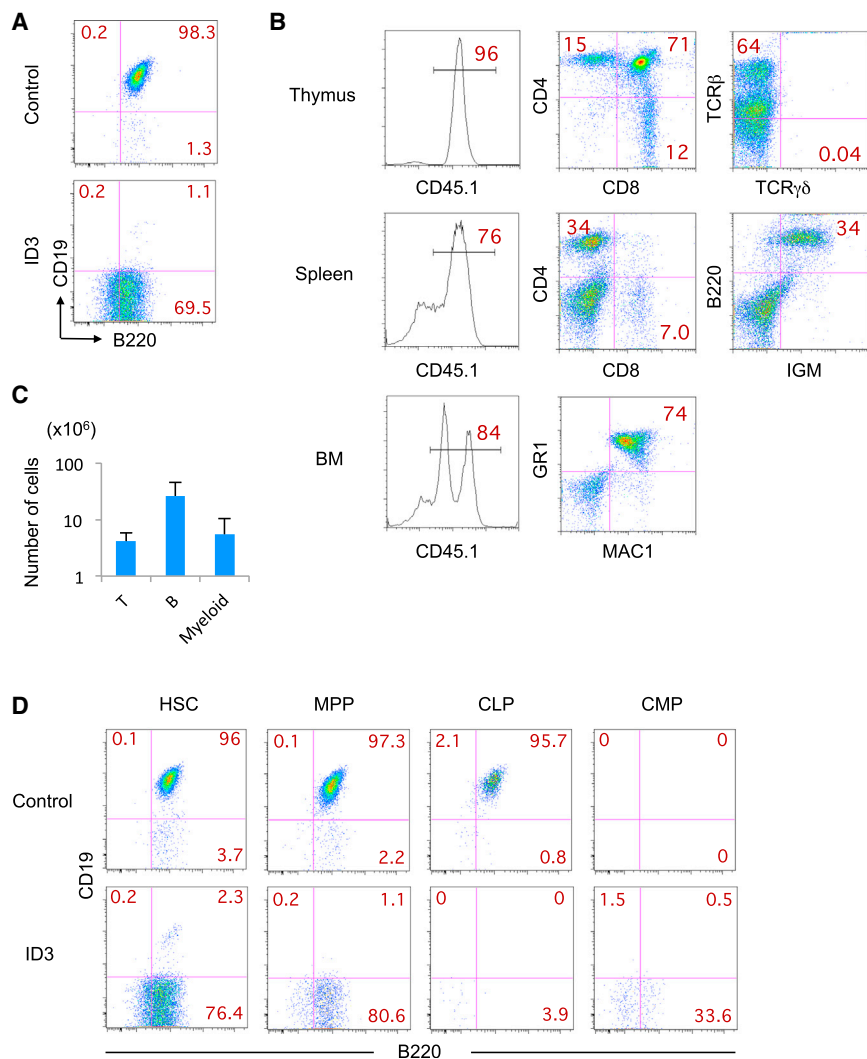 A
Control
0.2 98.3
1.3
ID3
0.2 1.1
69.5
CD19
B220
B
Thymus
96
CD45.1
15 71
12
CD4
CD8
64
0.04
TCRβ
TCRγδ
Spleen
76
CD45.1
34
7.0
CD4
CD8
34
B220
IGM
BM
84
CD45.1
74
GR1
MAC1
C
(x10⁶)
Number of cells
100
10
1
T
B
Myeloid
D
HSC MPP CLP CMP
Control
0.1 96
3.7
0.1 97.3
2.2
2.1 95.7
0.8
0 0
0
CD19
ID3
0.2 2.3
76.4
0.2 1.1
80.6
0 0
3.9
1.5 0.5
33.6
B220